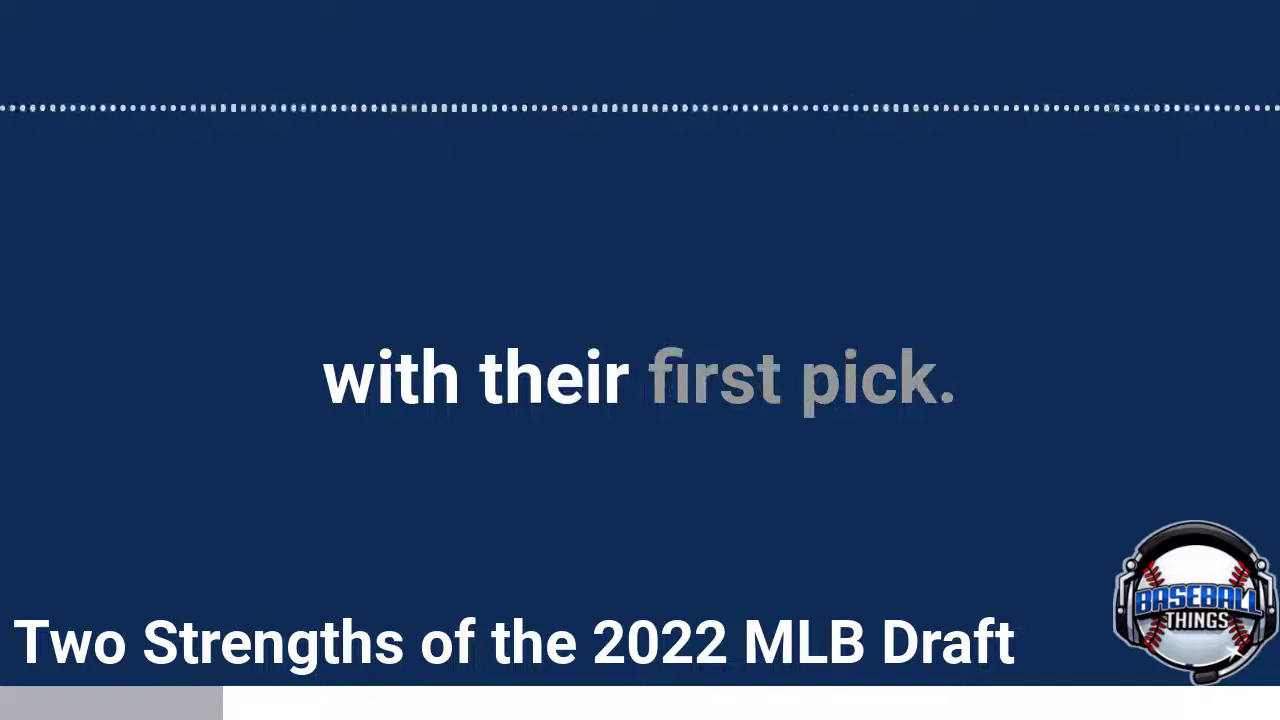 with their first pick.
BASEBALL
THINGS
Two Strengths of the 2022 MLB Draft